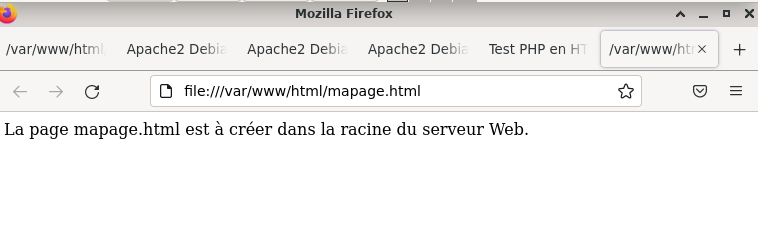 Mozilla Firefox
/var/www/html Apache2 Debia Apache2 Debia Apache2 Debia Test PHP en HT /var/www/htm
file:///var/www/html/mapage.html
La page mapage.html est à créer dans la racine du serveur Web.